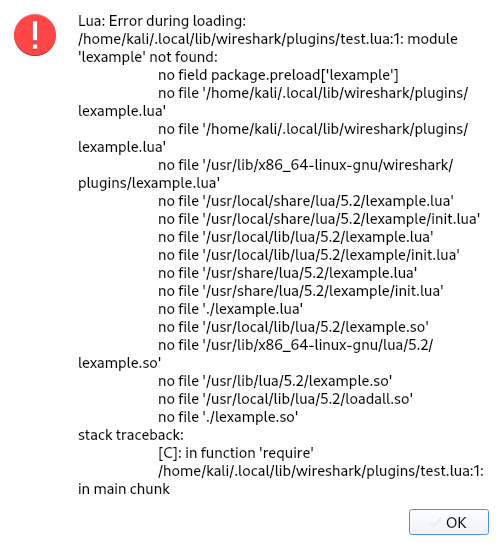 Lua: Error during loading:
/home/kali/.local/lib/wireshark/plugins/test.lua:1: module
'lexample' not found:
no field package.preload['lexample']
no file '/home/kali/.local/lib/wireshark/plugins/
lexample.lua'
no file '/home/kali/.local/lib/wireshark/plugins/
lexample.lua'
no file '/usr/lib/x86_64-linux-gnu/wireshark/
plugins/lexample.lua'
no file '/usr/local/share/lua/5.2/lexample.lua'
no file '/usr/local/share/lua/5.2/lexample/init.lua'
no file '/usr/local/lib/lua/5.2/lexample.lua'
no file '/usr/local/lib/lua/5.2/lexample/init.lua'
no file '/usr/share/lua/5.2/lexample.lua'
no file '/usr/share/lua/5.2/lexample/init.lua'
no file './lexample.lua'
no file '/usr/local/lib/lua/5.2/lexample.so'
no file '/usr/lib/x86_64-linux-gnu/lua/5.2/
lexample.so'
no file '/usr/lib/lua/5.2/lexample.so'
no file '/usr/local/lib/lua/5.2/loadall.so'
no file './lexample.so'
stack traceback:
[C]: in function 'require'
/home/kali/.local/lib/wireshark/plugins/test.lua:1:
in main chunk
OK